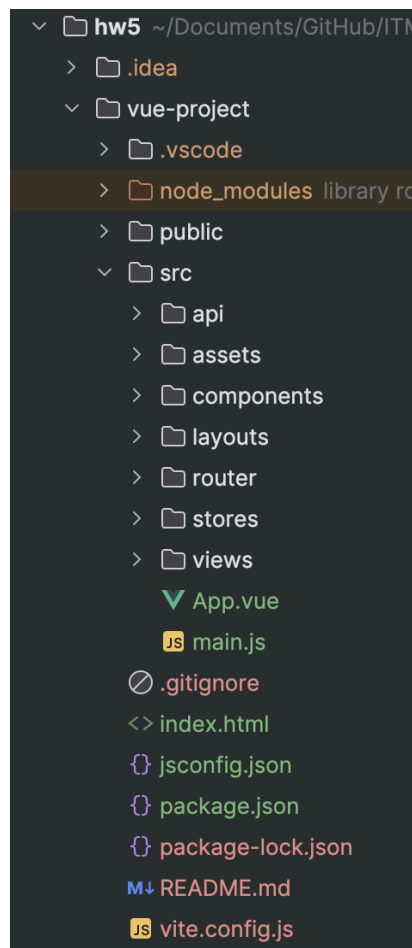 hw5 ~/Documents/GitHub/ITM
.idea
vue-project
.vscode
node_modules library ro
public
src
api
assets
components
layouts
router
stores
views
App.vue
JS main.js
.gitignore
<> index.html
{} jsconfig.json
{} package.json
{} package-lock.json
M↓ README.md
JS vite.config.js